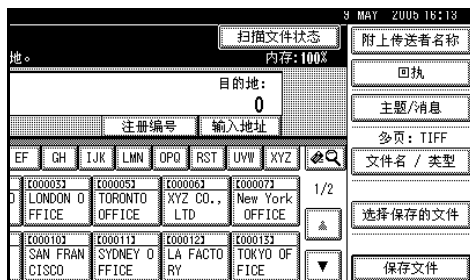 9 MAY 2005 16:13
扫描文件状态
附上传送者名称
地。
内存:100%
回执
目的地:
0
主题/消息
注册编号
输入地址
多页: TIFF
EF GH IJK LMN OPQ RST UVW XYZ
文件名 / 类型
[00003] [00005] [00006] [00007]
1/2
LONDON O TORONTO XYZ CO., New York
FFICE OFFICE LTD OFFICE
选择保存的文件
[00010] [00011] [00012] [00013]
SAN FRAN SYDNEY O LA FACTO TOKYO OF
CISCO FFICE RY FICE
保存文件